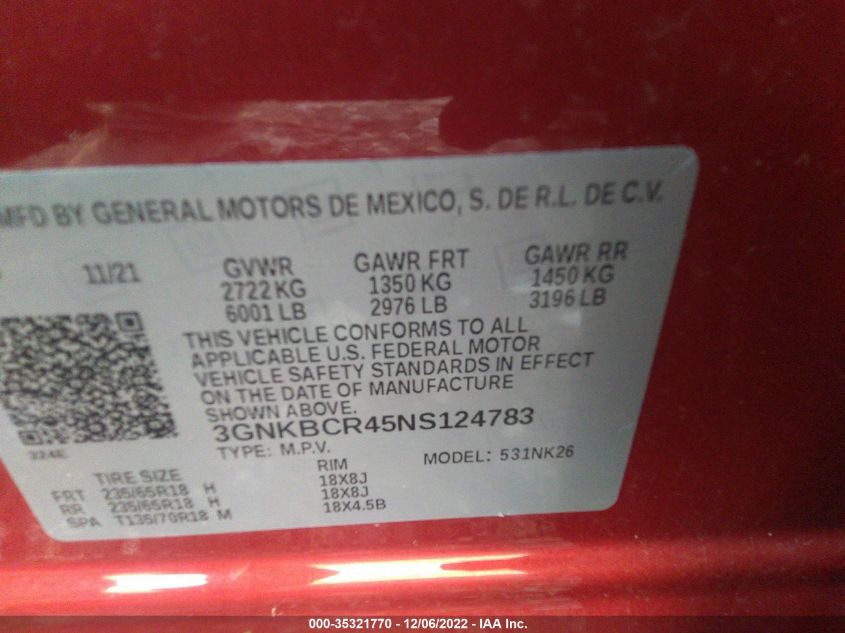 MFD BY GENERAL MOTORS DE MEXICO, S. DE R.L. DE C.V.
11/21 GVWR GAWR FRT GAWR RR
2722 KG 1350 KG 1450 KG
6001 LB 2976 LB 3196 LB
THIS VEHICLE CONFORMS TO ALL
APPLICABLE U.S. FEDERAL MOTOR
VEHICLE SAFETY STANDARDS IN EFFECT
ON THE DATE OF MANUFACTURE
SHOWN ABOVE.
3GNKBCR45NS124783
TYPE: M.P.V. MODEL: 531NK26
324E
TIRE SIZE RIM
FRT 235/65R18 H 18X8J
RR 235/65R18 H 18X8J
SPA T135/70R18 M 18X4.5B
000-35321770 - 12/06/2022 - IAA Inc.